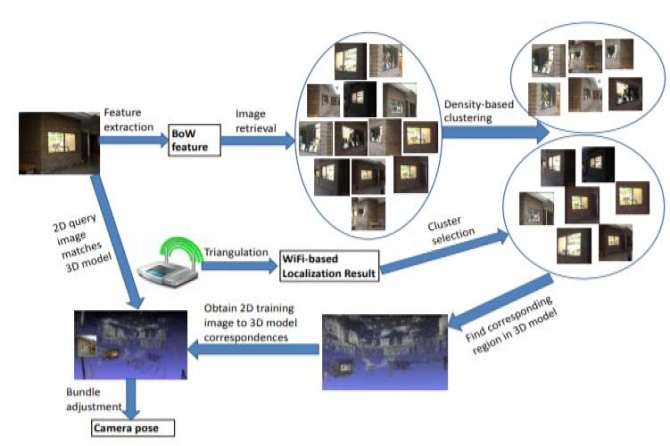 Feature
extraction
BoW
feature
Image
retrieval
Density-based
clustering
2D query
image
matches
3D model
Triangulation
WiFi-based
Localization Result
Cluster
selection
Obtain 2D training
image to 3D model
correspondences
Find corresponding
region in 3D model
Bundle
adjustment
Camera pose